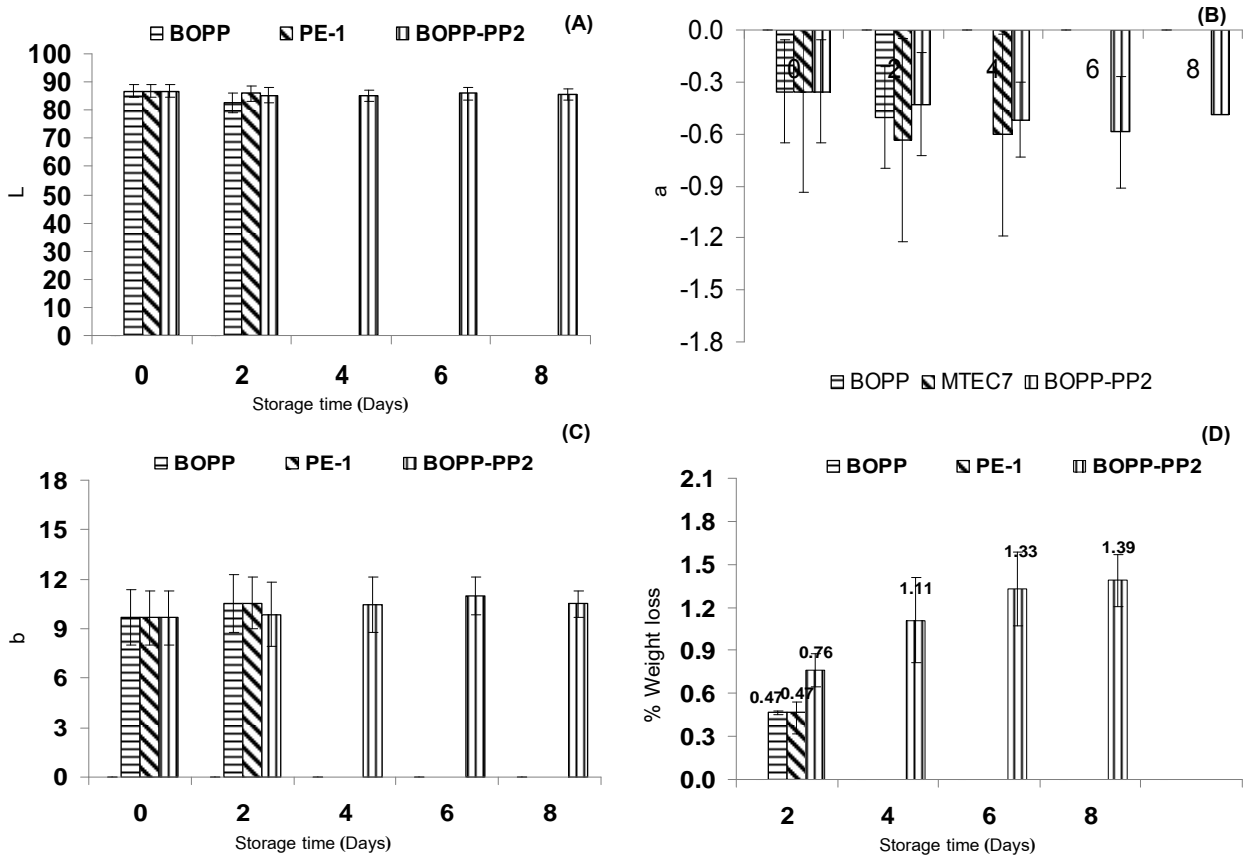 (A)
BOPP PE-1 BOPP-PP2
100
90
80
70
60
50
40
30
20
10
0
L
0 2 4 6 8
Storage time (Days)
(B)
0.0
-0.3
-0.6
-0.9
-1.2
-1.5
-1.8
a
0 2 4 6 8
BOPP MTEC7 BOPP-PP2
(C)
BOPP PE-1 BOPP-PP2
18
15
12
9
6
3
0
b
0 2 4 6 8
Storage time (Days)
(D)
BOPP PE-1 BOPP-PP2
2.1
1.8
1.5
1.2
0.9
0.6
0.3
0.0
% Weight loss
0.47 0.47 0.76 1.11 1.33 1.39
2 4 6 8
Storage time (Days)